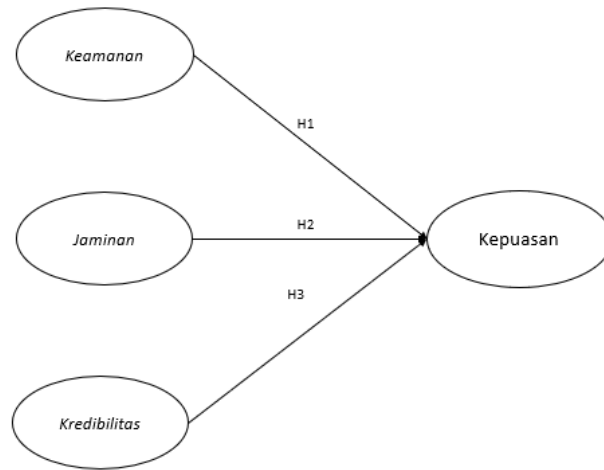 Keamanan
H1
Jaminan
H2
Kepuasan
H3
Kredibilitas